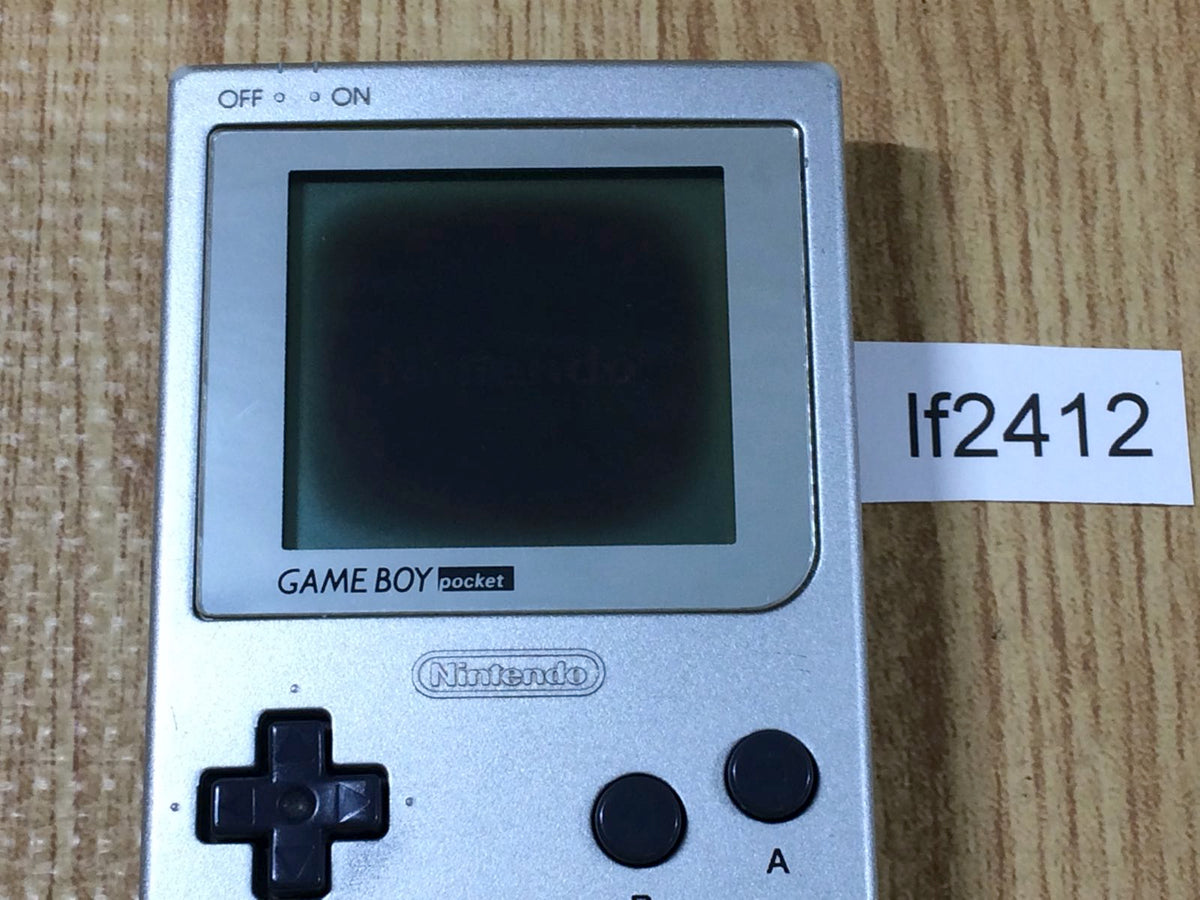 OFF ON
GAME BOY pocket
Nintendo
lf2412
A